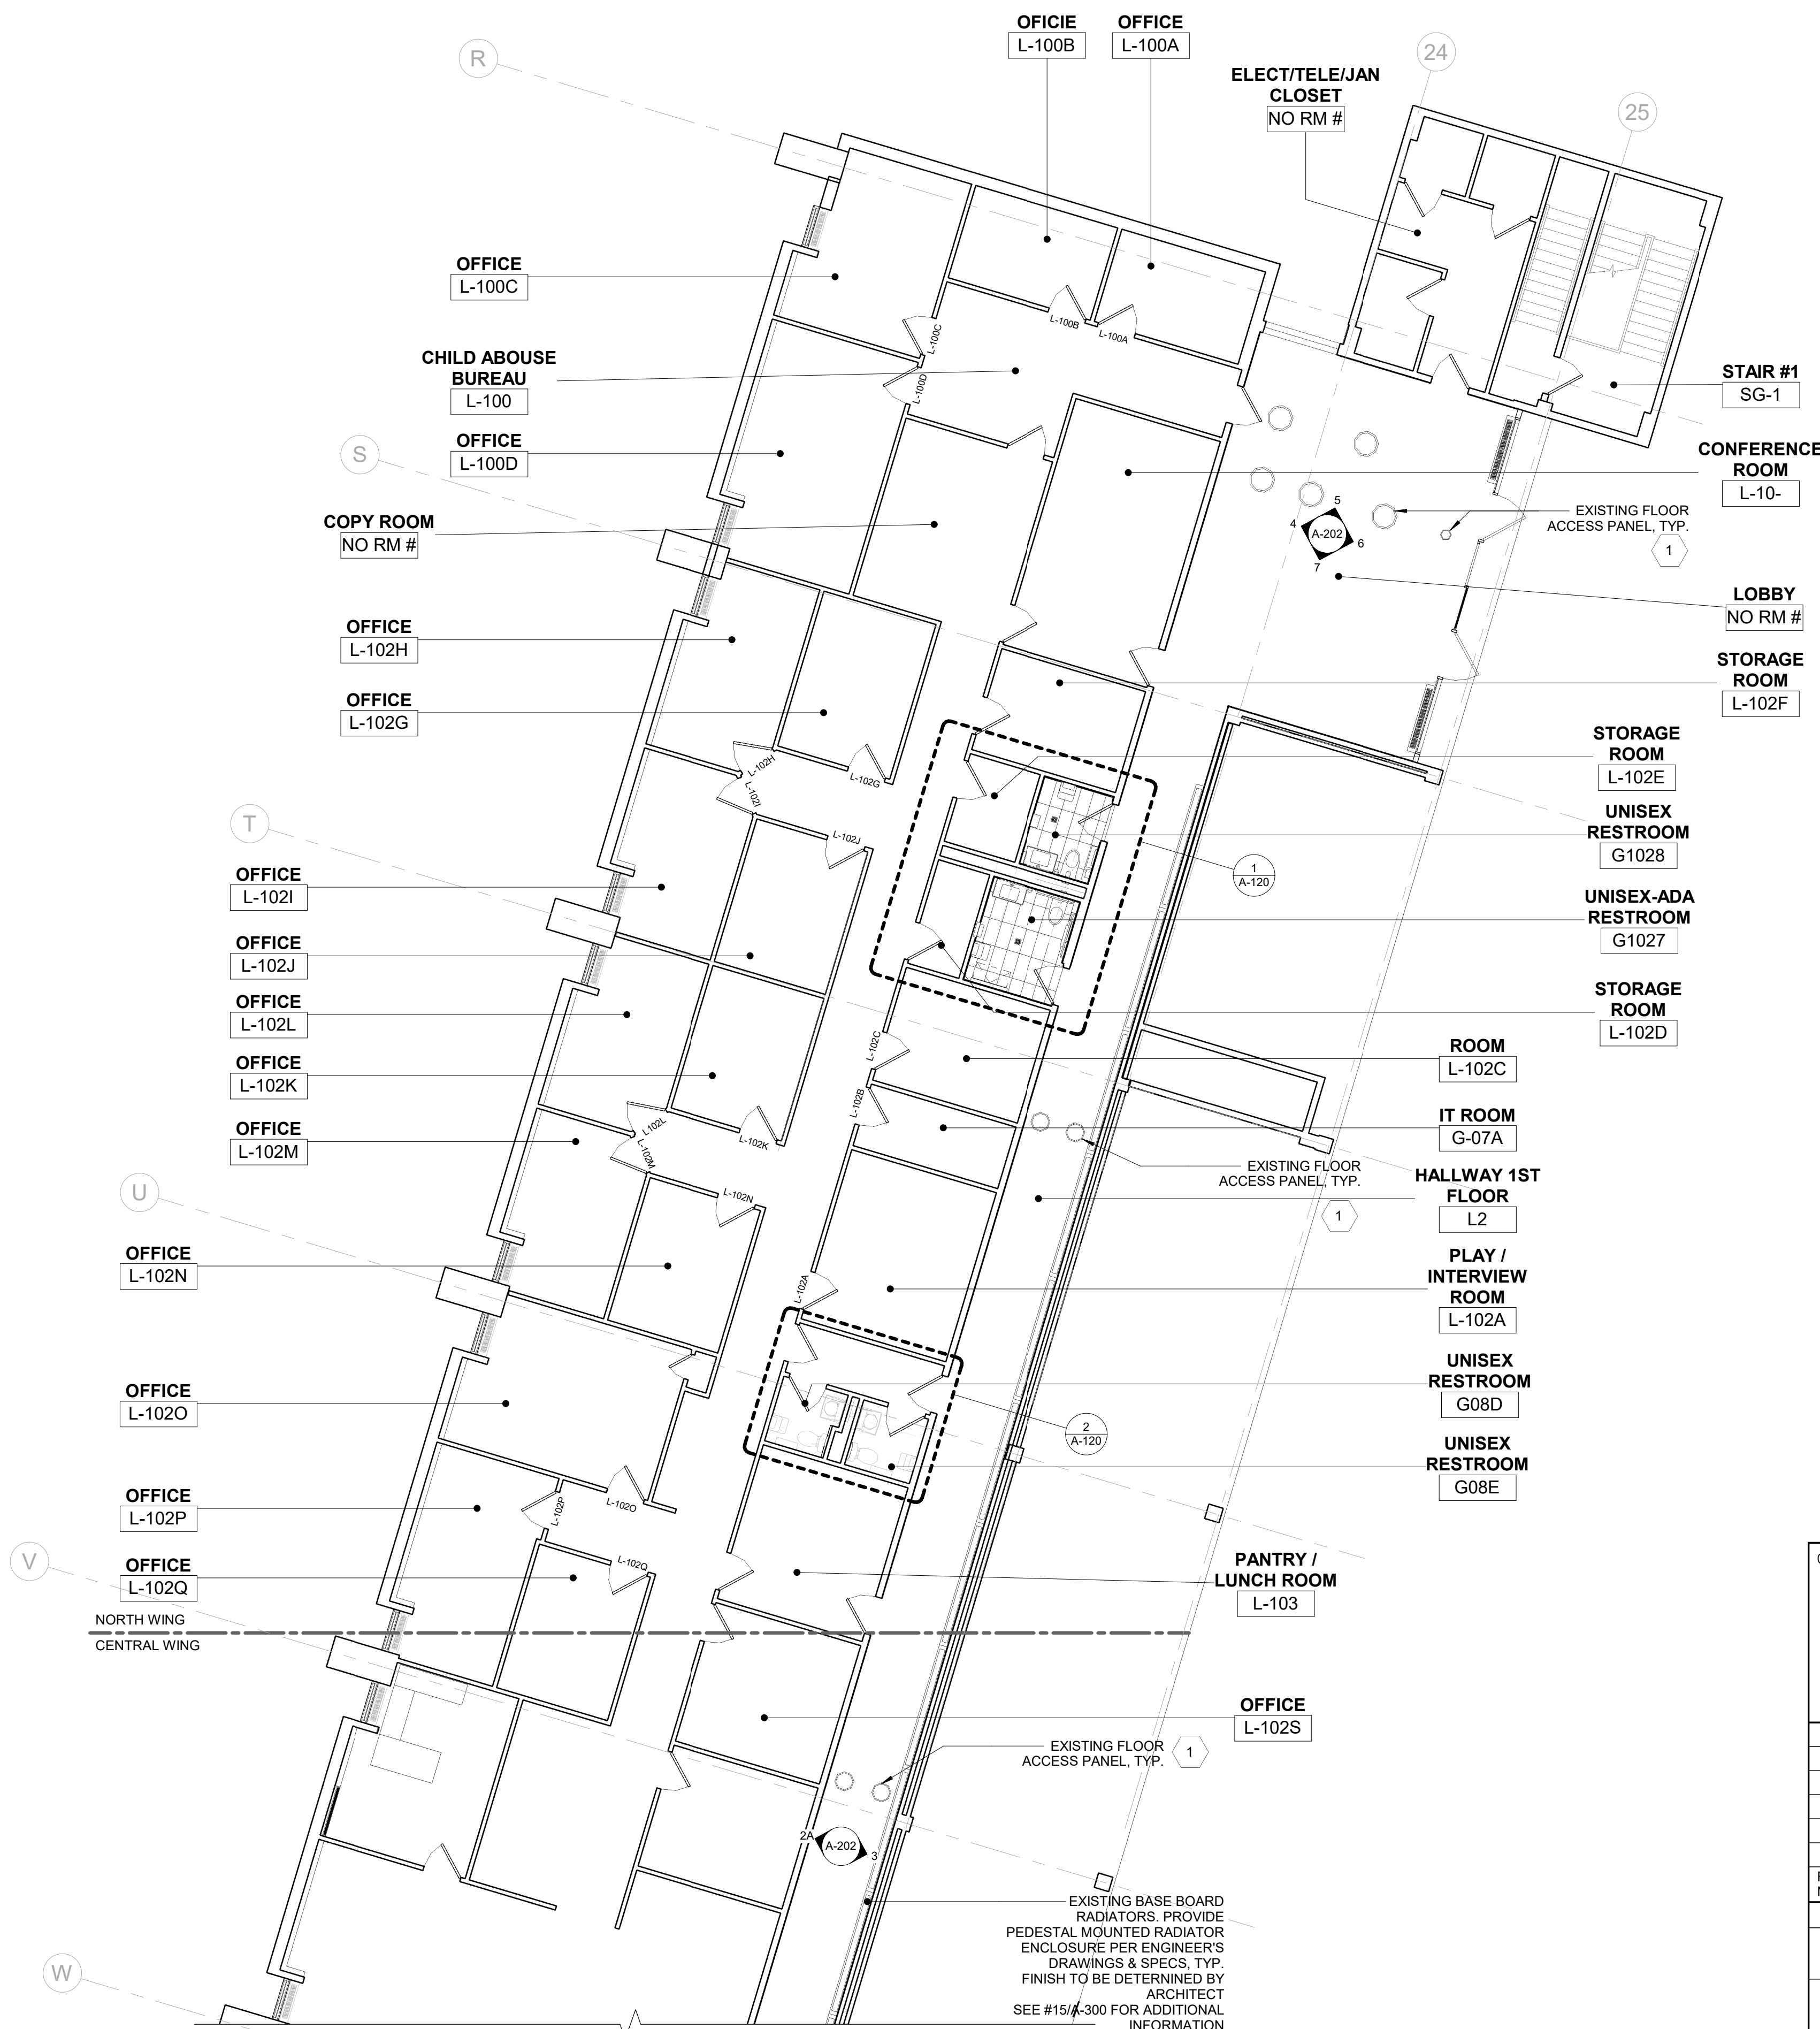 OFICIE
L-100B
OFFICE
L-100A
R
24
25
ELECT/TELE/JAN
CLOSET
NO RM #
OFFICE
L-100C
L-100B
L-100A
L-100C
L-100D
CHILD ABOUSE
BUREAU
L-100
STAIR #1
SG-1
OFFICE
L-100D
S
CONFERENCE
ROOM
L-10-
COPY ROOM
NO RM #
5
4
A-202
6
7
EXISTING FLOOR
ACCESS PANEL, TYP.
1
LOBBY
NO RM #
OFFICE
L-102H
STORAGE
ROOM
L-102F
OFFICE
L-102G
STORAGE
ROOM
L-102E
L-102H
L-102G
L-102I
L-102J
T
UNISEX
RESTROOM
G1028
1
A-120
OFFICE
L-102I
UNISEX-ADA
RESTROOM
G1027
OFFICE
L-102J
STORAGE
ROOM
L-102D
OFFICE
L-102L
L-102C
ROOM
L-102C
OFFICE
L-102K
L-102B
L102L
L-102K
L-102M
OFFICE
L-102M
IT ROOM
G-07A
EXISTING FLOOR
ACCESS PANEL, TYP.
1
U
L-102N
HALLWAY 1ST
FLOOR
L2
OFFICE
L-102N
L-102A
PLAY /
INTERVIEW
ROOM
L-102A
OFFICE
L-102O
UNISEX
RESTROOM
G08D
2
A-120
UNISEX
RESTROOM
G08E
OFFICE
L-102P
L-102P
L-102O
L-102Q
V
OFFICE
L-102Q
PANTRY /
LUNCH ROOM
L-103
NORTH WING
CENTRAL WING
OFFICE
L-102S
EXISTING FLOOR
ACCESS PANEL, TYP.
1
2A
A-202
3
EXISTING BASE BOARD
RADIATORS. PROVIDE
PEDESTAL MOUNTED RADIATOR
ENCLOSURE PER ENGINEER'S
DRAWINGS & SPECS, TYP.
FINISH TO BE DETERNINED BY
ARCHITECT
SEE #15/A-300 FOR ADDITIONAL
INFORMATION
W